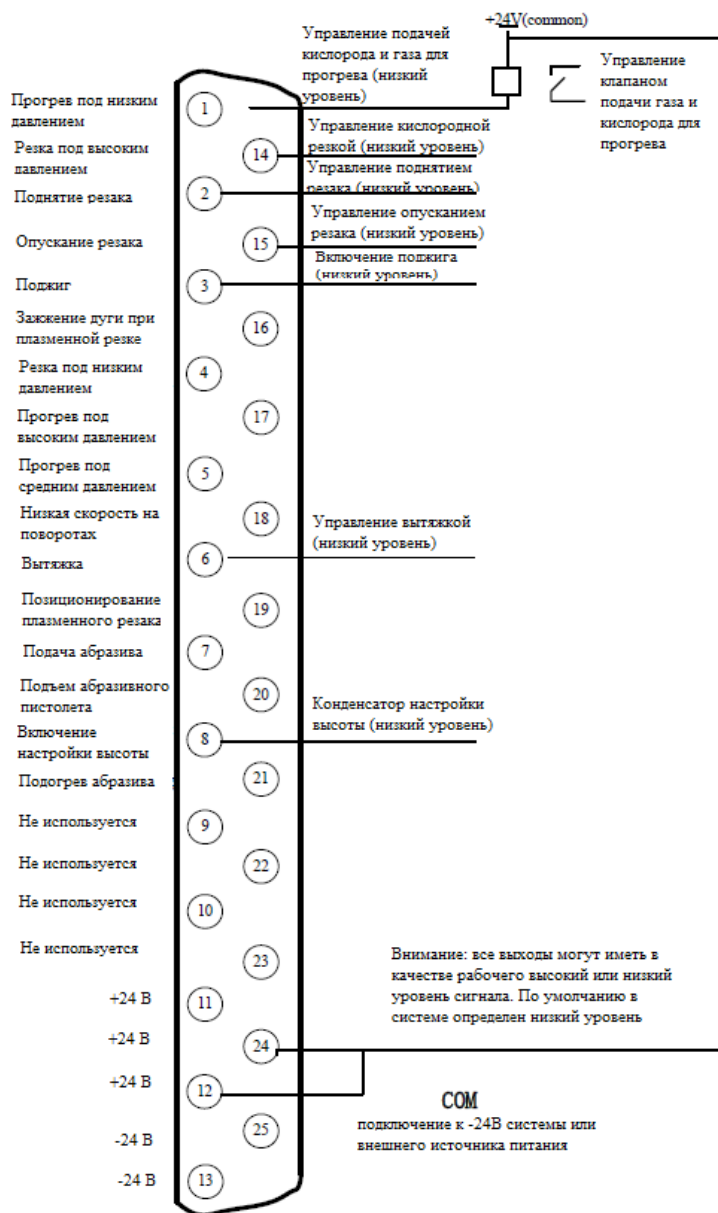 +24V(common)
Управление подачей
кислорода и газа для
прогрева (низкий
уровень)
Управление
клапаном
подачи газа и
кислорода для
прогрева
Прогрев под низким
давлением
1
Управление кислородной
резкой (низкий уровень)
Резка под высоким
давлением
14
Управление поднятием
резака (низкий уровень)
Поднятие резака
2
Управление опусканием
резака (низкий уровень)
Опускание резака
15
Включение поджига
(низкий уровень)
Поджиг
3
Зажжение дуги при
плазменной резке
16
Резка под низким
давлением
4
Прогрев под
высоким давлением
17
Прогрев под
средним давлением
5
Низкая скорость на
поворотах
18
Управление вытяжкой
(низкий уровень)
Вытяжка
6
Позиционирование
плазменного резака
19
Подача абразива
7
Подъем абразивного
пистолета
20
Конденсатор настройки
высоты (низкий уровень)
Включение
настройки высоты
8
Подогрев абразива
21
Не используется
9
Не используется
22
Не используется
10
Не используется
23
Внимание: все выходы могут иметь в
качестве рабочего высокий или низкий
уровень сигнала. По умолчанию в
системе определен низкий уровень
+24 В
11
+24 В
24
+24 В
12
COM
подключение к -24В системы или
внешнего источника питания
-24 В
25
-24 В
13